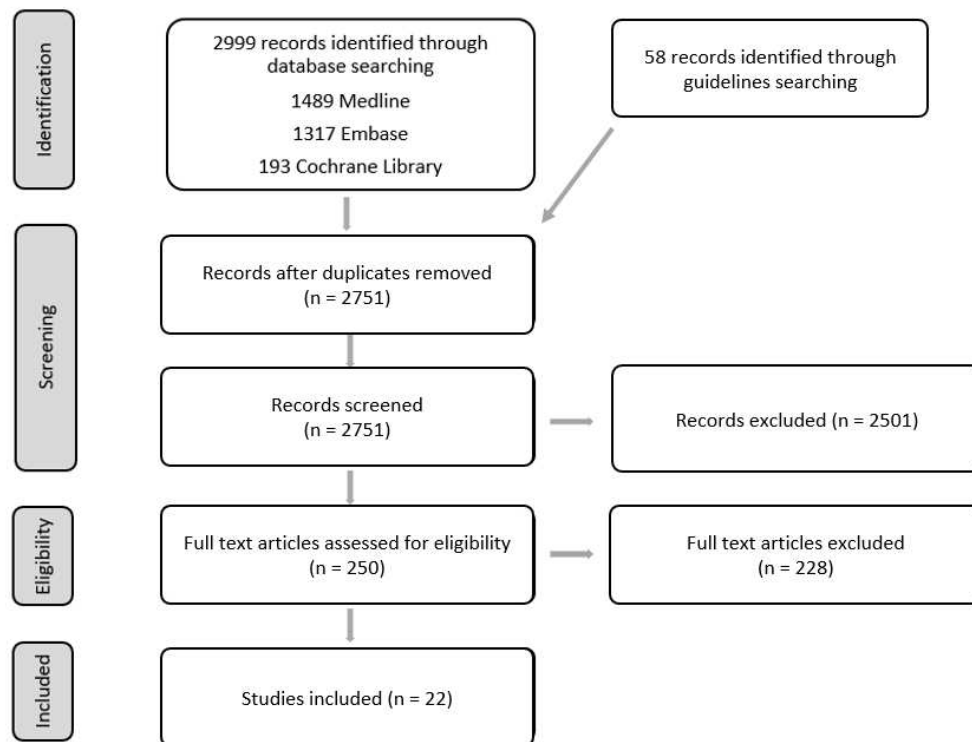 Identification
2999 records identified through
database searching
1489 Medline
1317 Embase
193 Cochrane Library
58 records identified through
guidelines searching
Screening
Records after duplicates removed
(n = 2751)
Records screened
(n = 2751)
Records excluded (n = 2501)
Eligibility
Full text articles assessed for eligibility
(n = 250)
Full text articles excluded
(n = 228)
Included
Studies included (n = 22)